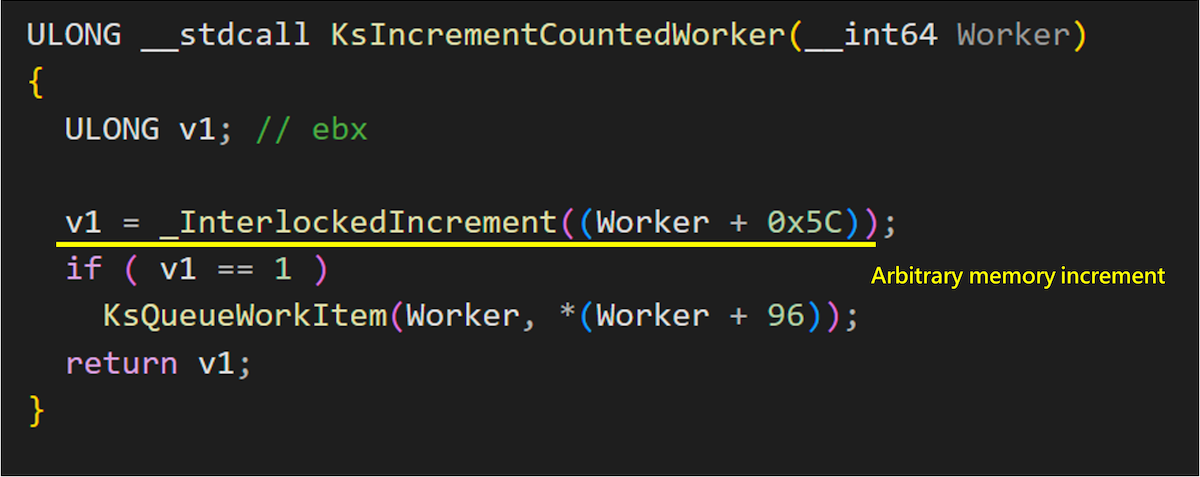 ULONG __stdcall KsIncrementCountedWorker(__int64 Worker)
{
ULONG v1; // ebx
v1 = _InterlockedIncrement((Worker + 0x5C));
if ( v1 == 1 )
Arbitrary memory increment
KsQueueWorkItem(Worker, *(Worker + 96));
return v1;
}